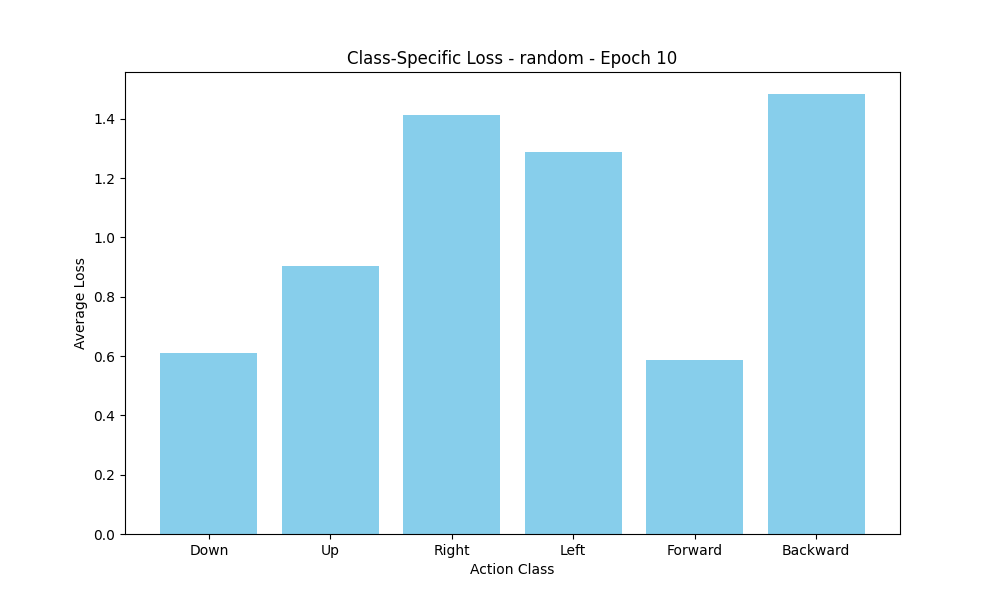 Class-Specific Loss - random - Epoch 10
Average Loss
1.4
1.2
1.0
0.8
0.6
0.4
0.2
0.0
Down Up Right Left Forward Backward
Action Class